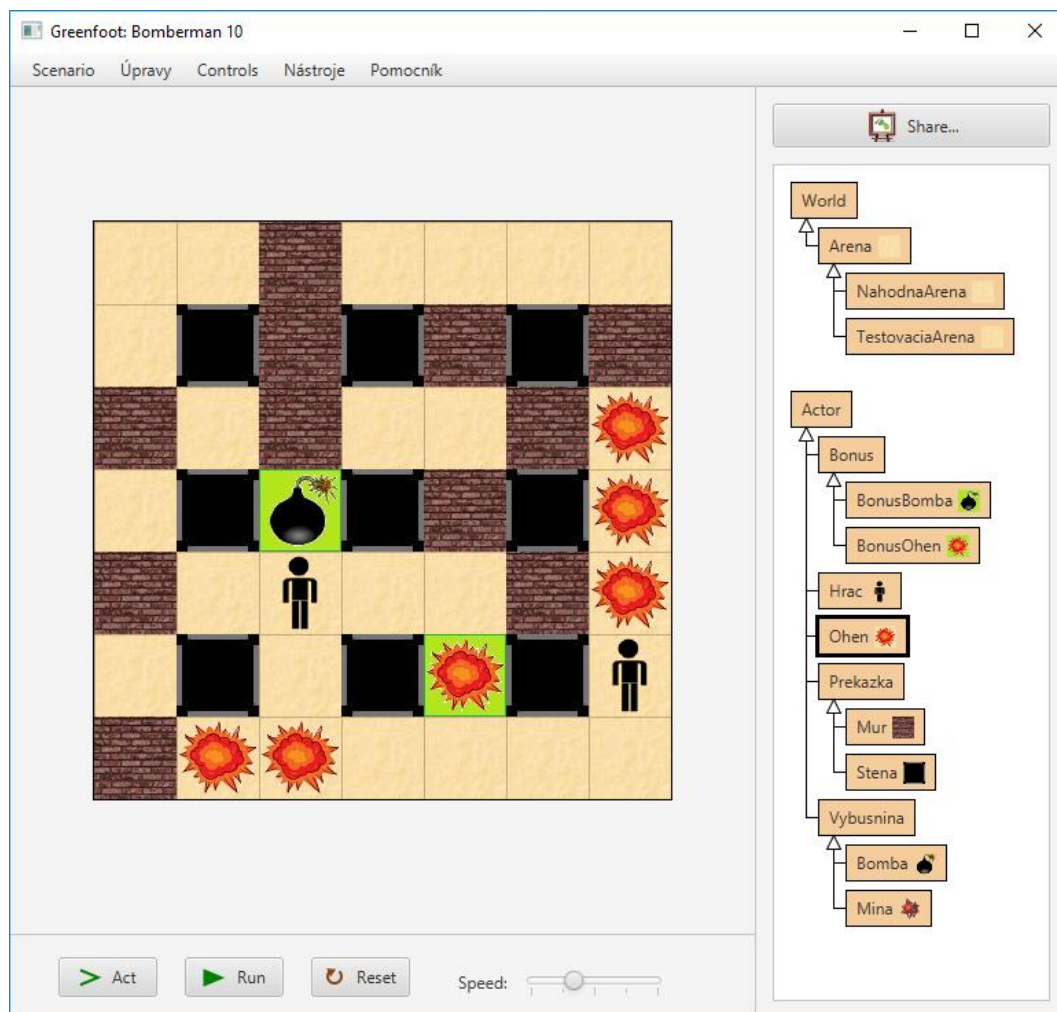 Greenfoot: Bomberman 10
Scenario Úpravy Controls Nástroje Pomocník
Share...
World
Arena
NahodnaArena
TestovaciaArena
Actor
Bonus
BonusBomba
BonusOhen
Hrac
Ohen
Prekazka
Mur
Stena
Vybusnina
Bomba
Mina
Act Run Reset Speed: